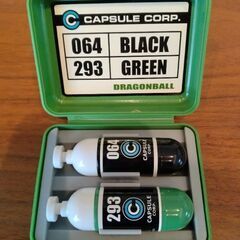 C CAPSULE CORP.
064 BLACK
293 GREEN
DRAGONBALL
064 C CAPSULE CORP.
293 C CAPSULE CORP.